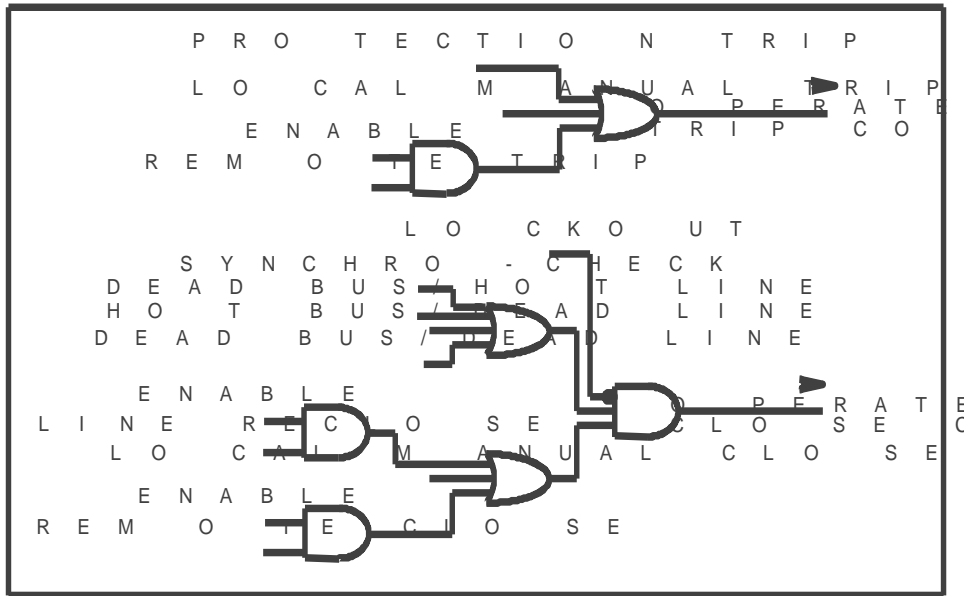 PROTECTION TRIP
LOCAL MANUAL TRIP
OPERATE
TRIP CO
ENABLE
REMOTE TRIP
LOCKOUT
SYNCHRO-CHECK
DEAD BUS/HOT LINE
HOT BUS/DEAD LINE
DEAD BUS/DEAD LINE
ENABLE
OPERATE
LINE RECLOSE
CLOSE C
LOCAL MANUAL CLOSE
ENABLE
REMOTE CLOSE